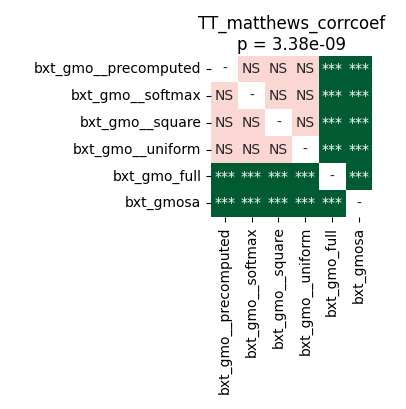 TT_matthews_corrcoef
p = 3.38e-09
bxt_gmo__precomputed - NS NS NS *** ***
bxt_gmo__softmax NS - NS NS *** ***
bxt_gmo__square NS NS - NS *** ***
bxt_gmo__uniform NS NS NS - *** ***
bxt_gmo_full *** *** *** *** - ***
bxt_gmosa *** *** *** *** *** -
bxt_gmo__precomputed
bxt_gmo__softmax
bxt_gmo__square
bxt_gmo__uniform
bxt_gmo_full
bxt_gmosa